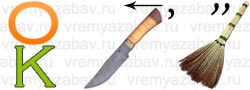 О , ,,
К
vremyazabav.ru